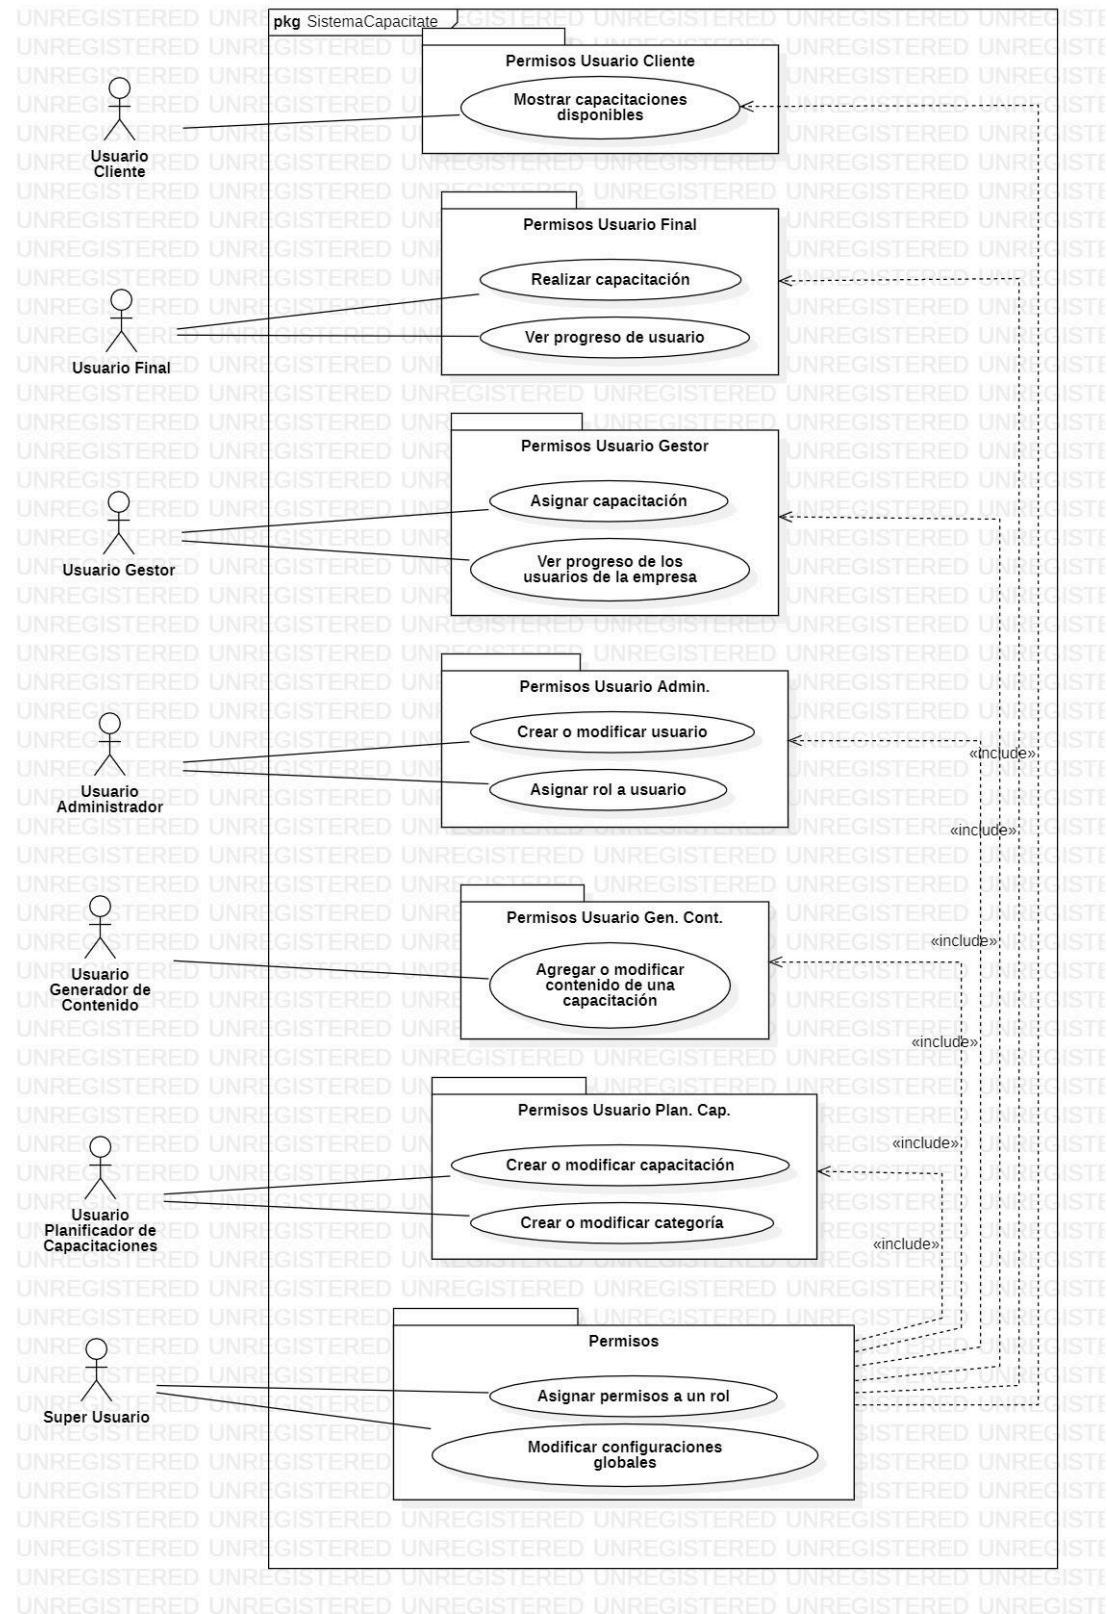 pkg SistemaCapacitate
Permisos Usuario Cliente
Mostrar capacitaciones
disponibles
Usuario
Cliente
Permisos Usuario Final
Realizar capacitación
Ver progreso de usuario
Usuario Final
Permisos Usuario Gestor
Asignar capacitación
Ver progreso de los
usuarios de la empresa
Usuario Gestor
Permisos Usuario Admin.
Crear o modificar usuario
«include»
Asignar rol a usuario
Usuario
Administrador
«include»
Permisos Usuario Gen. Cont.
«include»
Agregar o modificar
contenido de una
capacitación
Usuario
Generador de
Contenido
«include»
Permisos Usuario Plan. Cap.
«include»
Crear o modificar capacitación
Crear o modificar categoría
Usuario
Planificador de
Capacitaciones
«include»
Permisos
Asignar permisos a un rol
Super Usuario
Modificar configuraciones
globales
UNREGISTERED